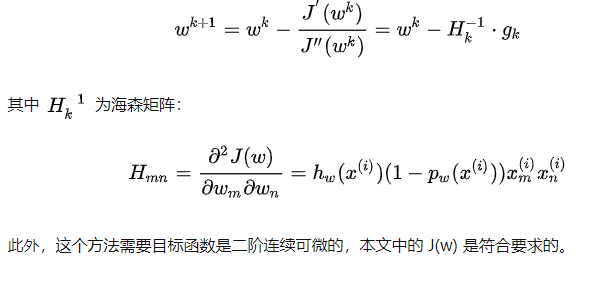 w^{k+1} = w^k - \frac{J'(w^k)}{J''(w^k)} = w^k - H_k^{-1} \cdot g_k
其中 H_k^1 为海森矩阵：
H_{mn} = \frac{\partial^2 J(w)}{\partial w_m \partial w_n} = h_w(x^{(i)})(1 - p_w(x^{(i)}))x_m^{(i)} x_n^{(i)}
此外，这个方法需要目标函数是二阶连续可微的，本文中的 J(w) 是符合要求的。